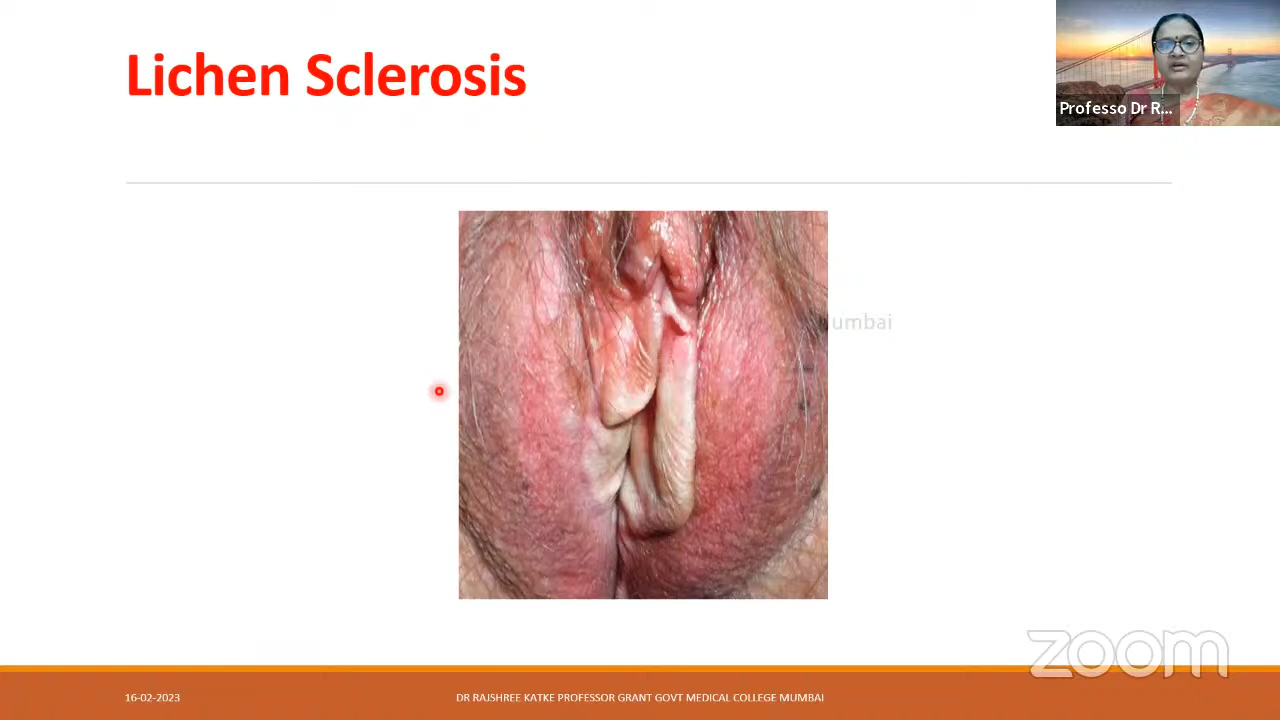 Lichen Sclerosis
Professo Dr R...
umbai
zoom
16-02-2023
DR RAJSHREE KATKE PROFESSOR GRANT GOVT MEDICAL COLLEGE MUMBAI